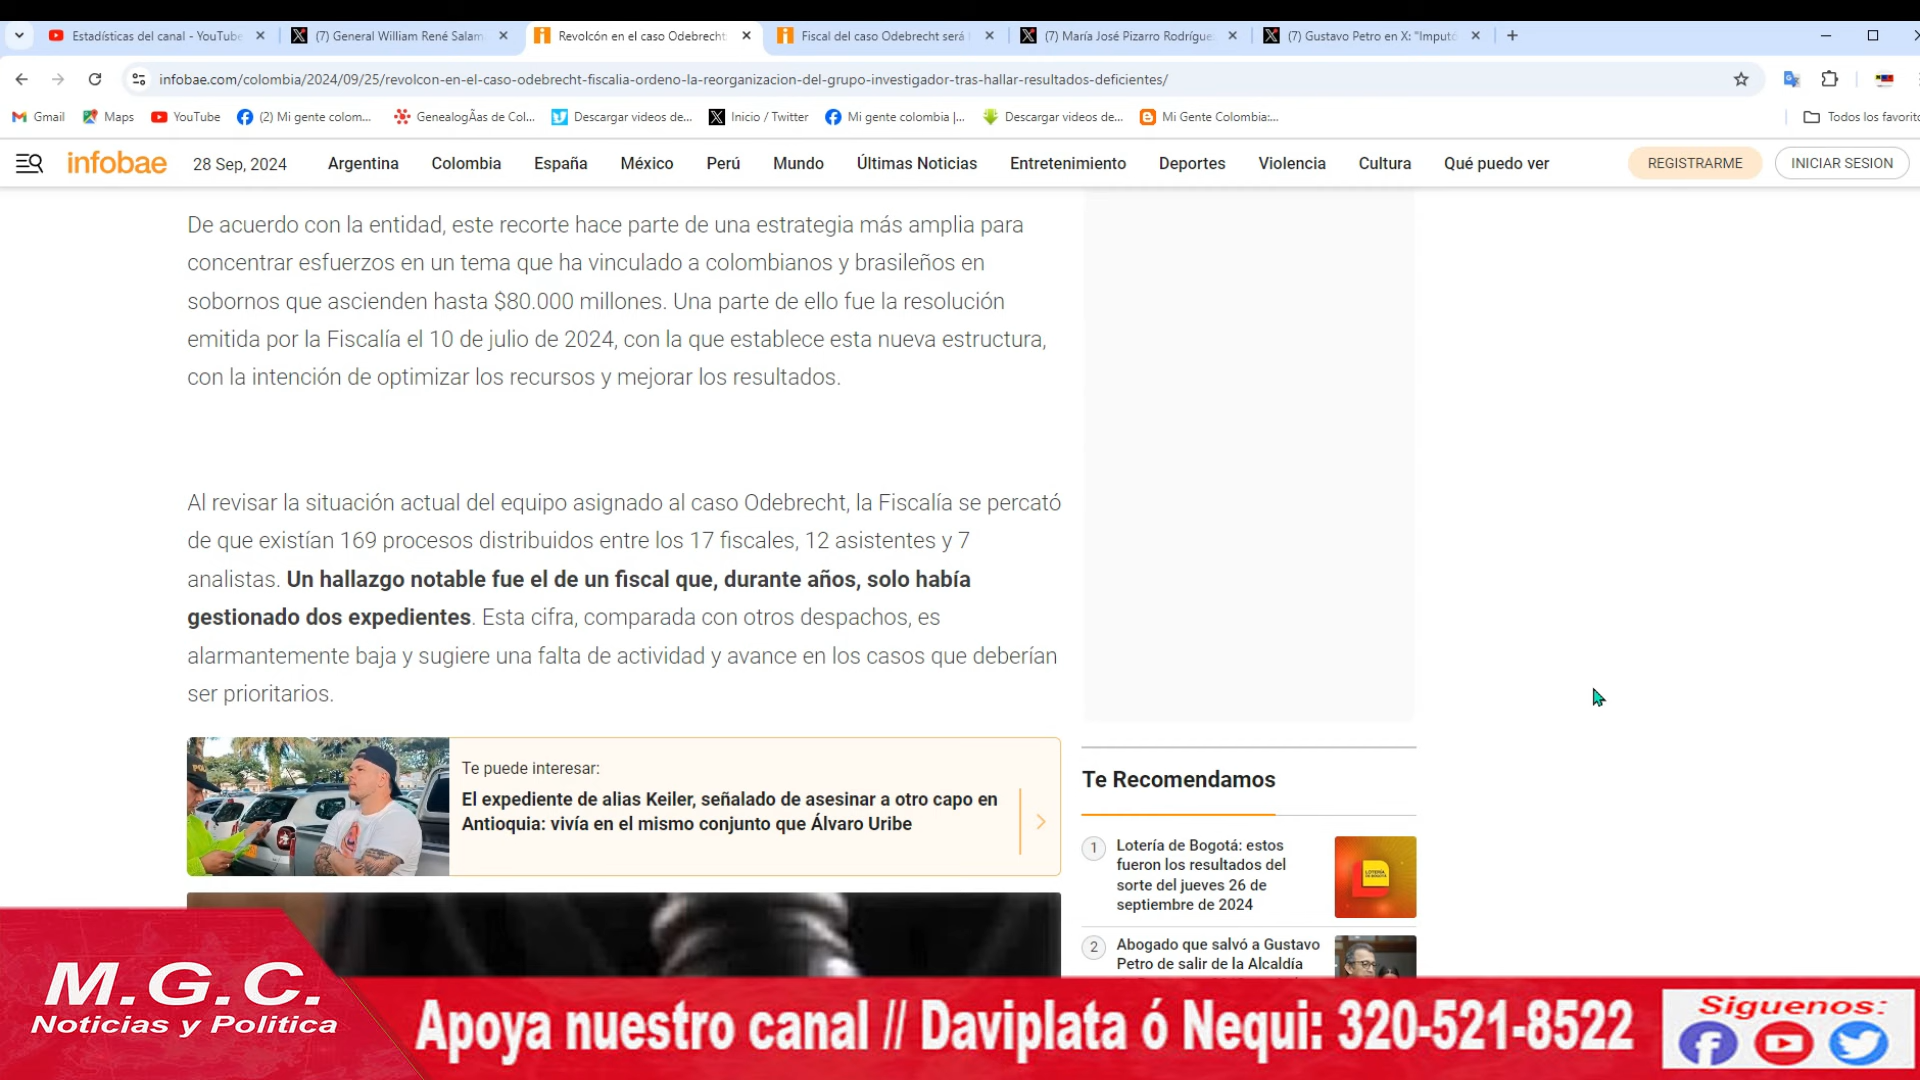 Estadísticas del canal - YouTube
(7) General William René Salam
Revolcón en el caso Odebrecht:
Fiscal del caso Odebrecht será
(7) María José Pizarro Rodrígue
(7) Gustavo Petro en X: "Imputó
infobae.com/colombia/2024/09/25/revolcon-en-el-caso-odebrecht-fiscalia-ordeno-la-reorganizacion-del-grupo-investigador-tras-hallar-resultados-deficientes/
Gmail
Maps
YouTube
(2) Mi gente colom...
GenealogÃas de Col...
Descargar videos de...
Inicio / Twitter
Mi gente colombia |...
Descargar videos de...
Mi Gente Colombia:...
Todos los favorito
infobae
28 Sep, 2024
Argentina
Colombia
España
México
Perú
Mundo
Últimas Noticias
Entretenimiento
Deportes
Violencia
Cultura
Qué puedo ver
REGISTRARME
INICIAR SESION
De acuerdo con la entidad, este recorte hace parte de una estrategia más amplia para
concentrar esfuerzos en un tema que ha vinculado a colombianos y brasileños en
sobornos que ascienden hasta $80.000 millones. Una parte de ello fue la resolución
emitida por la Fiscalía el 10 de julio de 2024, con la que establece esta nueva estructura,
con la intención de optimizar los recursos y mejorar los resultados.
Al revisar la situación actual del equipo asignado al caso Odebrecht, la Fiscalía se percató
de que existían 169 procesos distribuidos entre los 17 fiscales, 12 asistentes y 7
analistas. Un hallazgo notable fue el de un fiscal que, durante años, solo había
gestionado dos expedientes. Esta cifra, comparada con otros despachos, es
alarmantemente baja y sugiere una falta de actividad y avance en los casos que deberían
ser prioritarios.
Te puede interesar:
El expediente de alias Keiler, señalado de asesinar a otro capo en
Antioquia: vivía en el mismo conjunto que Álvaro Uribe
Te Recomendamos
1
Lotería de Bogotá: estos
fueron los resultados del
sorte del jueves 26 de
septiembre de 2024
2
Abogado que salvó a Gustavo
Petro de salir de la Alcaldía
M.G.C.
Noticias y Politica
Apoya nuestro canal // Daviplata ó Nequi: 320-521-8522
Siguenos: